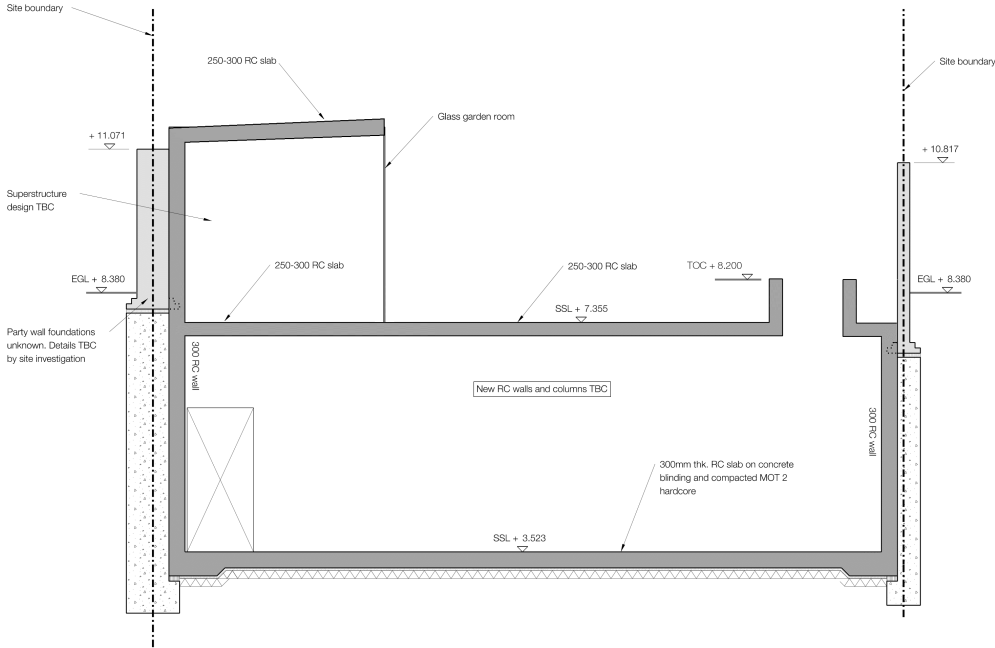 Site boundary
250-300 RC slab
Site boundary
Glass garden room
+ 11.071
+ 10.817
Superstructure
design TBC
250-300 RC slab
250-300 RC slab
TOC + 8.200
EGL + 8.380
EGL + 8.380
SSL + 7.355
Party wall foundations
unknown. Details TBC
by site investigation
300 RC wall
New RC walls and columns TBC
300 RC wall
300mm thk. RC slab on concrete
blinding and compacted MOT 2
hardcore
SSL + 3.523